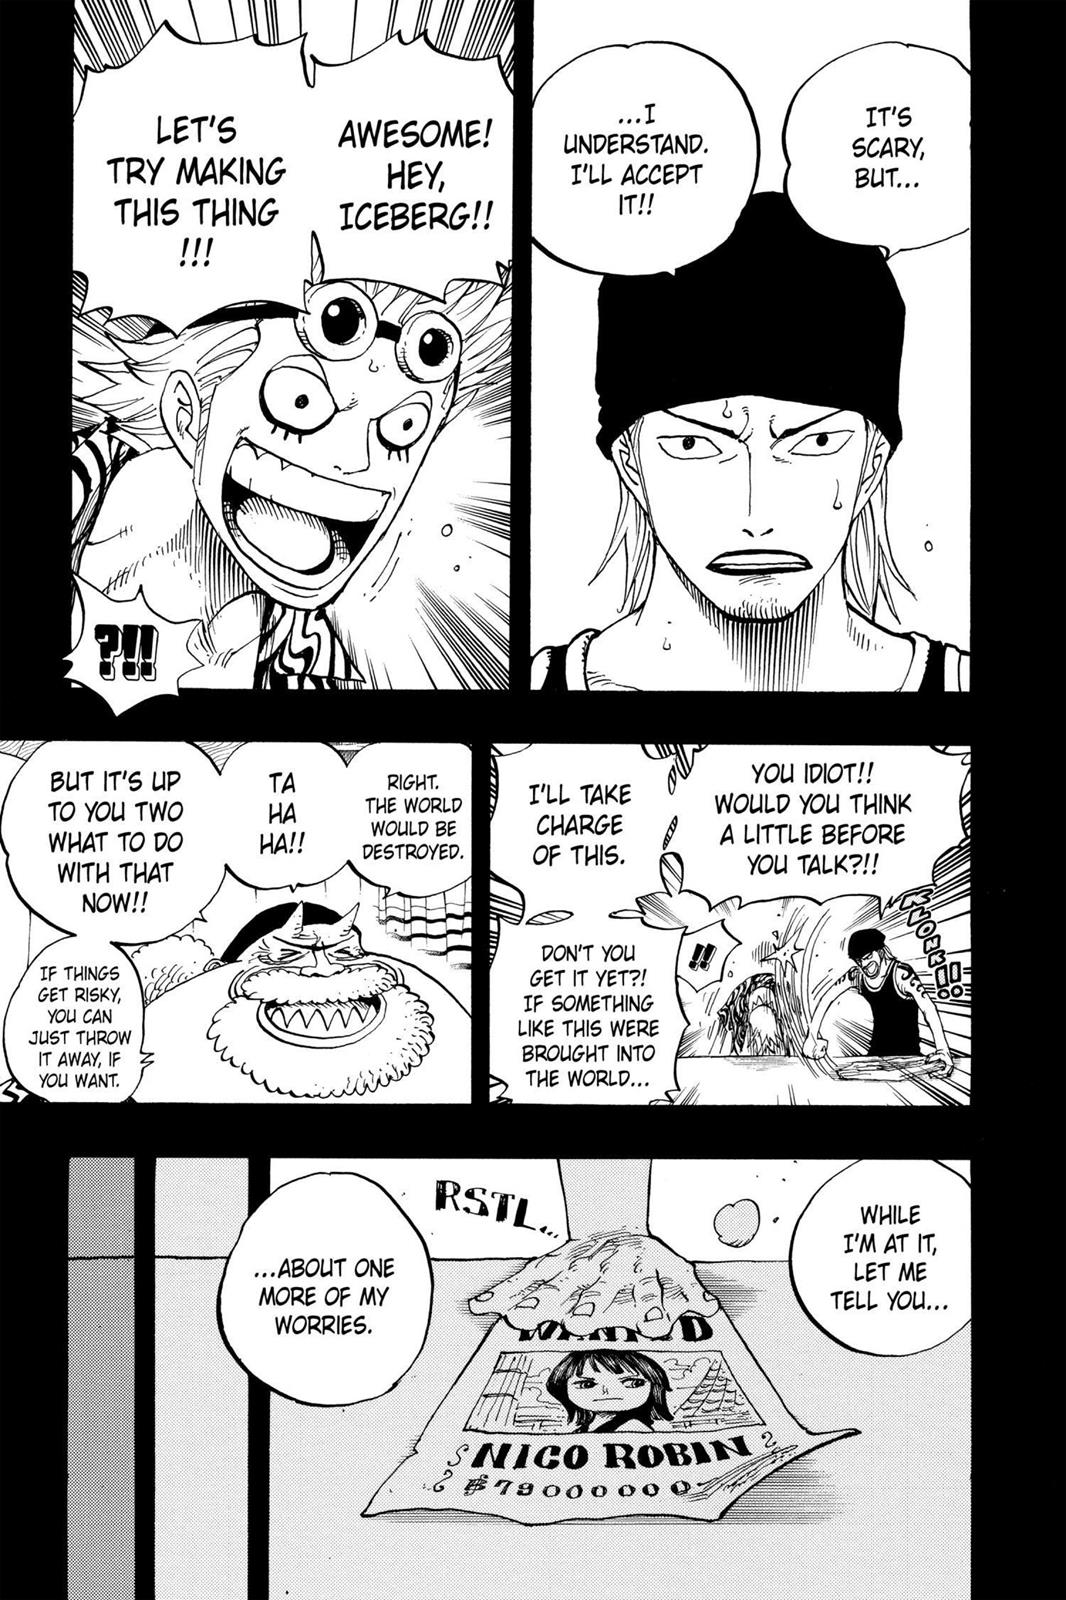 IT'S
SCARY,
BUT...
...I
UNDERSTAND.
I'LL ACCEPT
IT!!
AWESOME!
HEY,
ICEBERG!!
LET'S
TRY MAKING
THIS THING
!!!
?!!
YOU IDIOT!!
WOULD YOU THINK
A LITTLE BEFORE
YOU TALK?!!
KLONK!!
!!
I'LL TAKE
CHARGE
OF THIS.
DON'T YOU
GET IT YET?!
IF SOMETHING
LIKE THIS WERE
BROUGHT INTO
THE WORLD...
RIGHT.
THE WORLD
WOULD BE
DESTROYED.
TA
HA
HA!!
BUT IT'S UP
TO YOU TWO
WHAT TO DO
WITH THAT
NOW!!
IF THINGS
GET RISKY,
YOU CAN
JUST THROW
IT AWAY, IF
YOU WANT.
WHILE
I'M AT IT,
LET ME
TELL YOU...
RSTL...
...ABOUT ONE
MORE OF MY
WORRIES.
WANTED
NICO ROBIN
฿79000000-